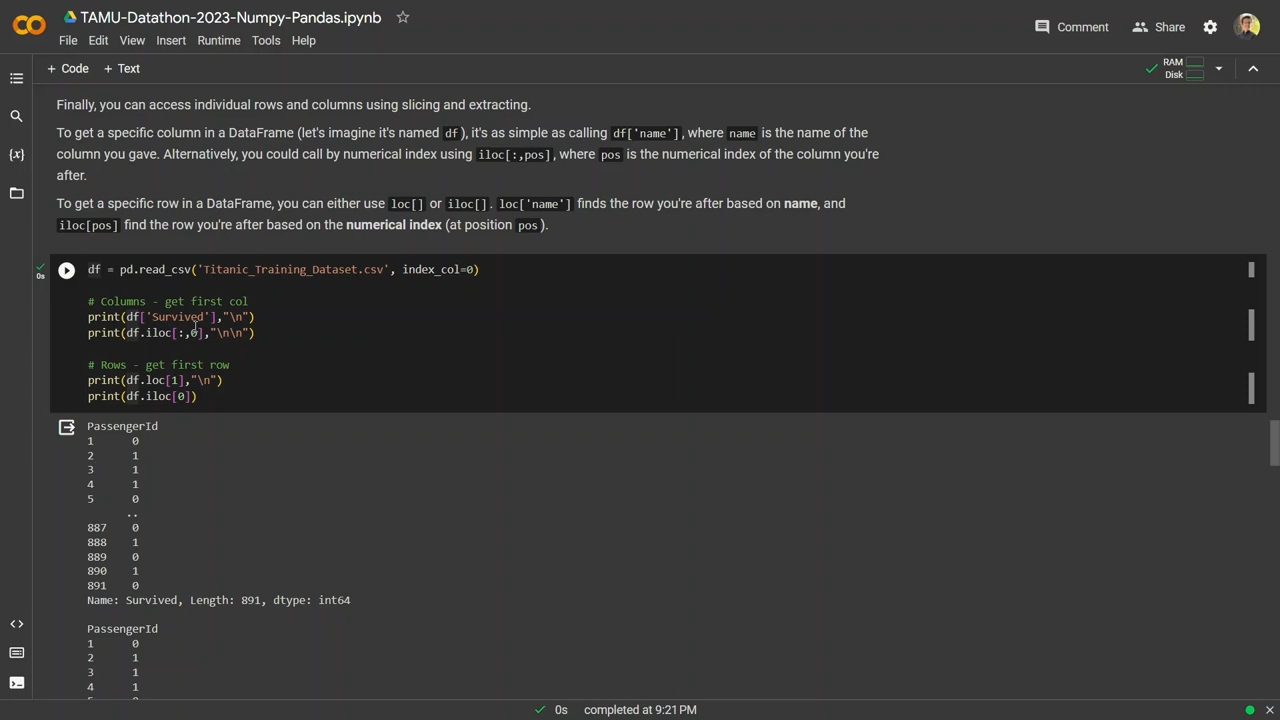 TAMU-Datathon-2023-Numpy-Pandas.ipynb
Comment
Share
File Edit View Insert Runtime Tools Help
+ Code + Text
RAM
Disk
Finally, you can access individual rows and columns using slicing and extracting.
To get a specific column in a DataFrame (let's imagine it's named df), it's as simple as calling df['name'], where name is the name of the
column you gave. Alternatively, you could call by numerical index using iloc[:,pos], where pos is the numerical index of the column you're
after.
To get a specific row in a DataFrame, you can either use loc[] or iloc[]. loc['name'] finds the row you're after based on name, and
iloc[pos] find the row you're after based on the numerical index (at position pos).
0s
df = pd.read_csv('Titanic_Training_Dataset.csv', index_col=0)
# Columns - get first col
print(df['Survived'],"\n")
print(df.iloc[:,0],"\n\n")
# Rows - get first row
print(df.loc[1],"\n")
print(df.iloc[0])
PassengerId
1 0
2 1
3 1
4 1
5 0
..
887 0
888 1
889 0
890 1
891 0
Name: Survived, Length: 891, dtype: int64
PassengerId
1 0
2 1
3 1
4 1
0s completed at 9:21 PM